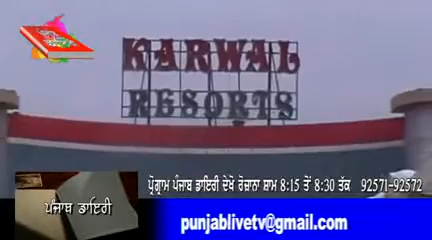 KARWAL
RESORTS
ਪ੍ਰੋਗ੍ਰਾਮ ਪੰਜਾਬ ਡਾਇਰੀ ਦੇਖੋ ਰੋਜ਼ਾਨਾ ਸ਼ਾਮ 8:15 ਤੋਂ 8:30 ਤੱਕ 92571-92572
ਪੰਜਾਬ ਡਾਇਰੀ
punjablivetv@gmail.com